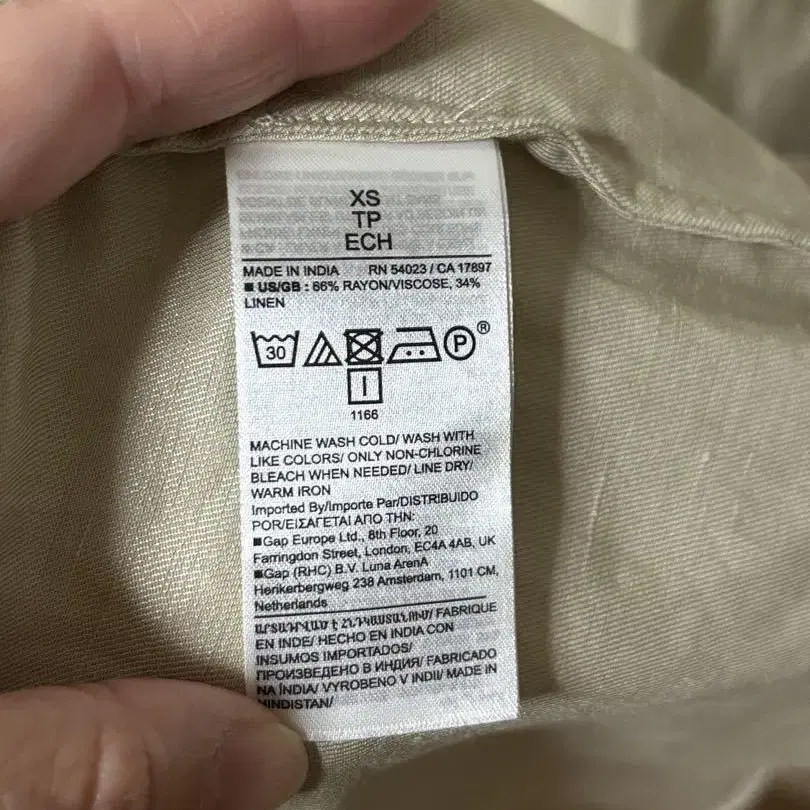 XS
TP
ECH
MADE IN INDIA RN 54023 / CA 17897
■ US/GB : 66% RAYON/VISCOSE, 34%
LINEN
30 P ®
I
1166
MACHINE WASH COLD/ WASH WITH
LIKE COLORS/ ONLY NON-CHLORINE
BLEACH WHEN NEEDED/ LINE DRY/
WARM IRON
Imported By/Importe Par/DISTRIBUIDO
POR/ΕΙΣΑΓΕΤΑΙ ΑΠΟ ΤΗΝ:
■Gap Europe Ltd., 8th Floor, 20
Farringdon Street, London, EC4A 4AB, UK
■Gap (RHC) B.V. Luna ArenA
Herikerbergweg 238 Amsterdam, 1101 CM,
Netherlands
ԱՐՏԱԴՐՎԱԾ Է ՀՆԴԿԱՍՏԱՆՈՒՄ/ FABRIQUE
EN INDE/ HECHO EN INDIA CON
INSUMOS IMPORTADOS/
ПРОИЗВЕДЕНО В ИНДИЯ/ FABRICADO
NA ÍNDIA/ VYROBENO V INDII/ MADE IN
HINDISTAN/